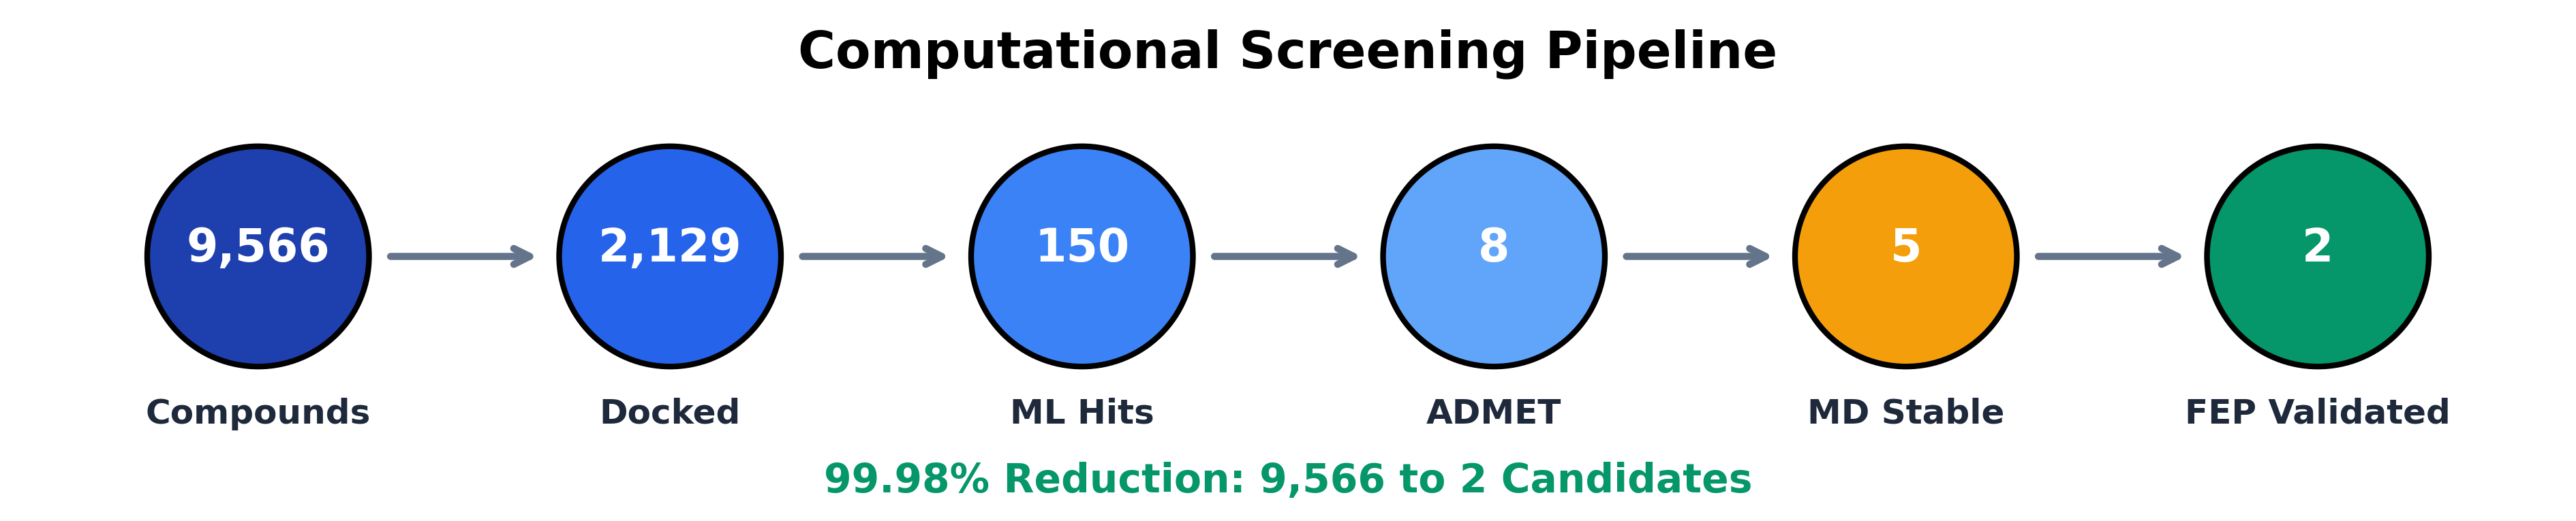 Computational Screening Pipeline
9,566
2,129
150
8
5
2
Compounds
Docked
ML Hits
ADMET
MD Stable
FEP Validated
99.98% Reduction: 9,566 to 2 Candidates